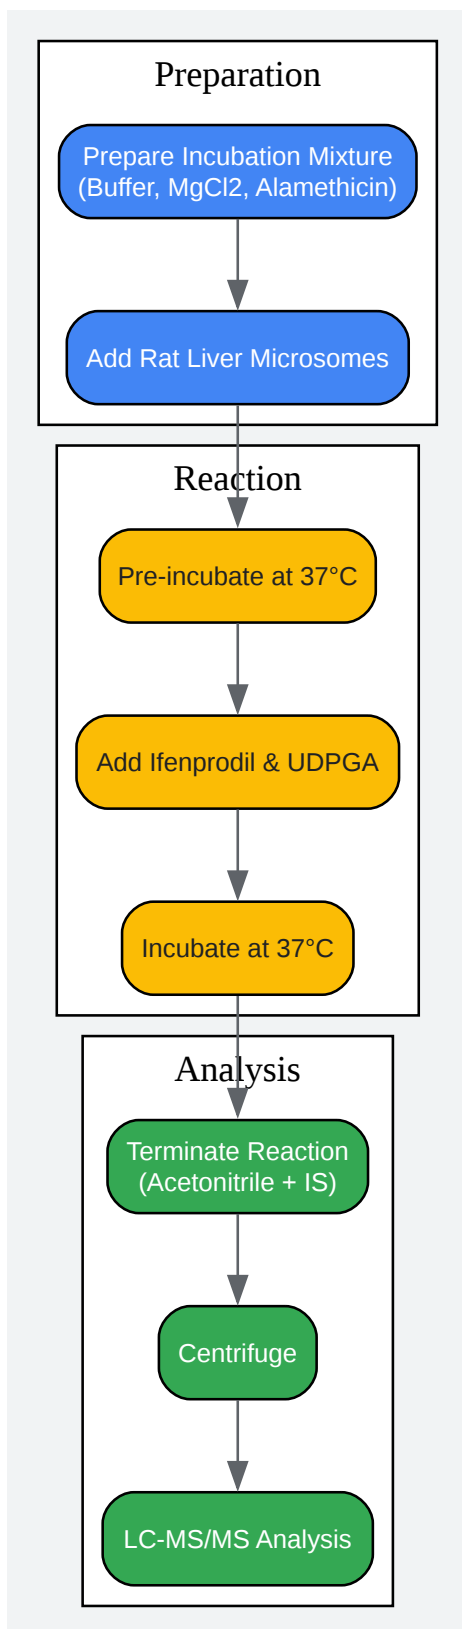 Preparation
Prepare Incubation Mixture
(Buffer, MgCl2, Alamethicin)
Add Rat Liver Microsomes
Reaction
Pre-incubate at 37°C
Add Ifenprodil & UDPGA
Incubate at 37°C
Analysis
Terminate Reaction
(Acetonitrile + IS)
Centrifuge
LC-MS/MS Analysis